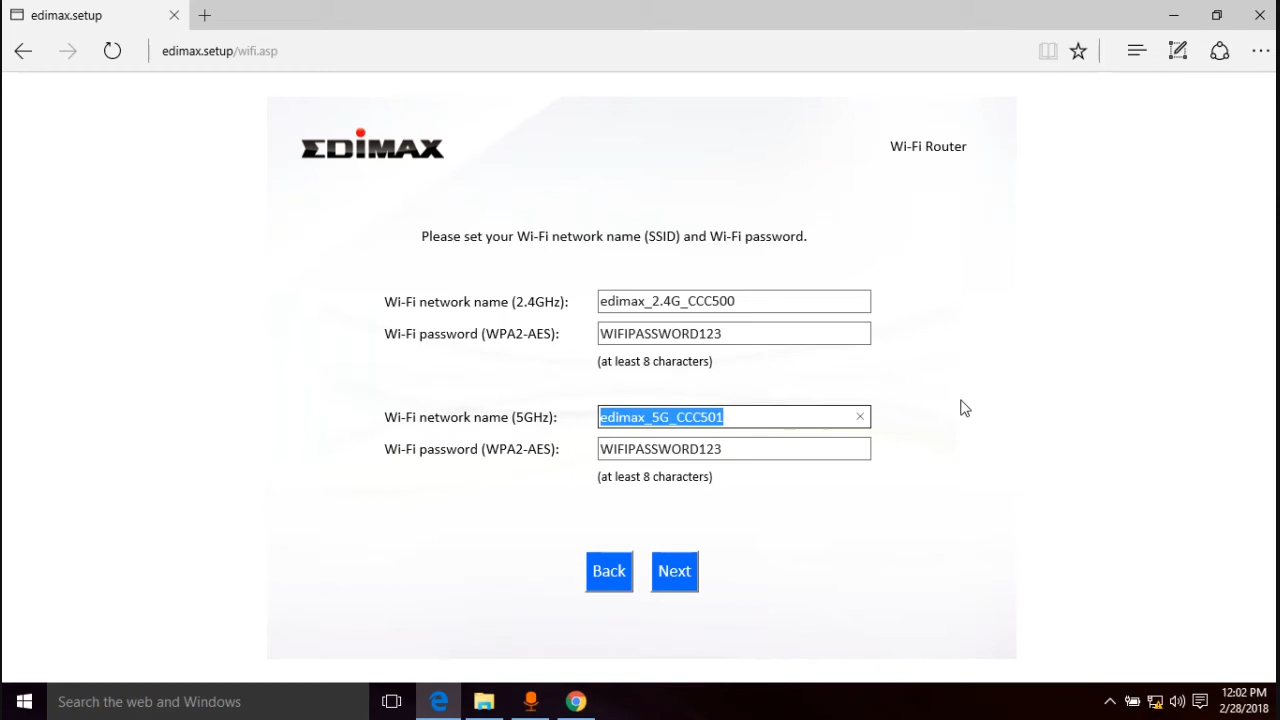 edimax.setup
edimax.setup/wifi.asp
EDIMAX
Wi-Fi Router
Please set your Wi-Fi network name (SSID) and Wi-Fi password.
Wi-Fi network name (2.4GHz): edimax_2.4G_CCC500
Wi-Fi password (WPA2-AES): WIFIPASSWORD123
(at least 8 characters)
Wi-Fi network name (5GHz): edimax_5G_CCC501
Wi-Fi password (WPA2-AES): WIFIPASSWORD123
(at least 8 characters)
Back Next
Search the web and Windows
12:02 PM
2/28/2018